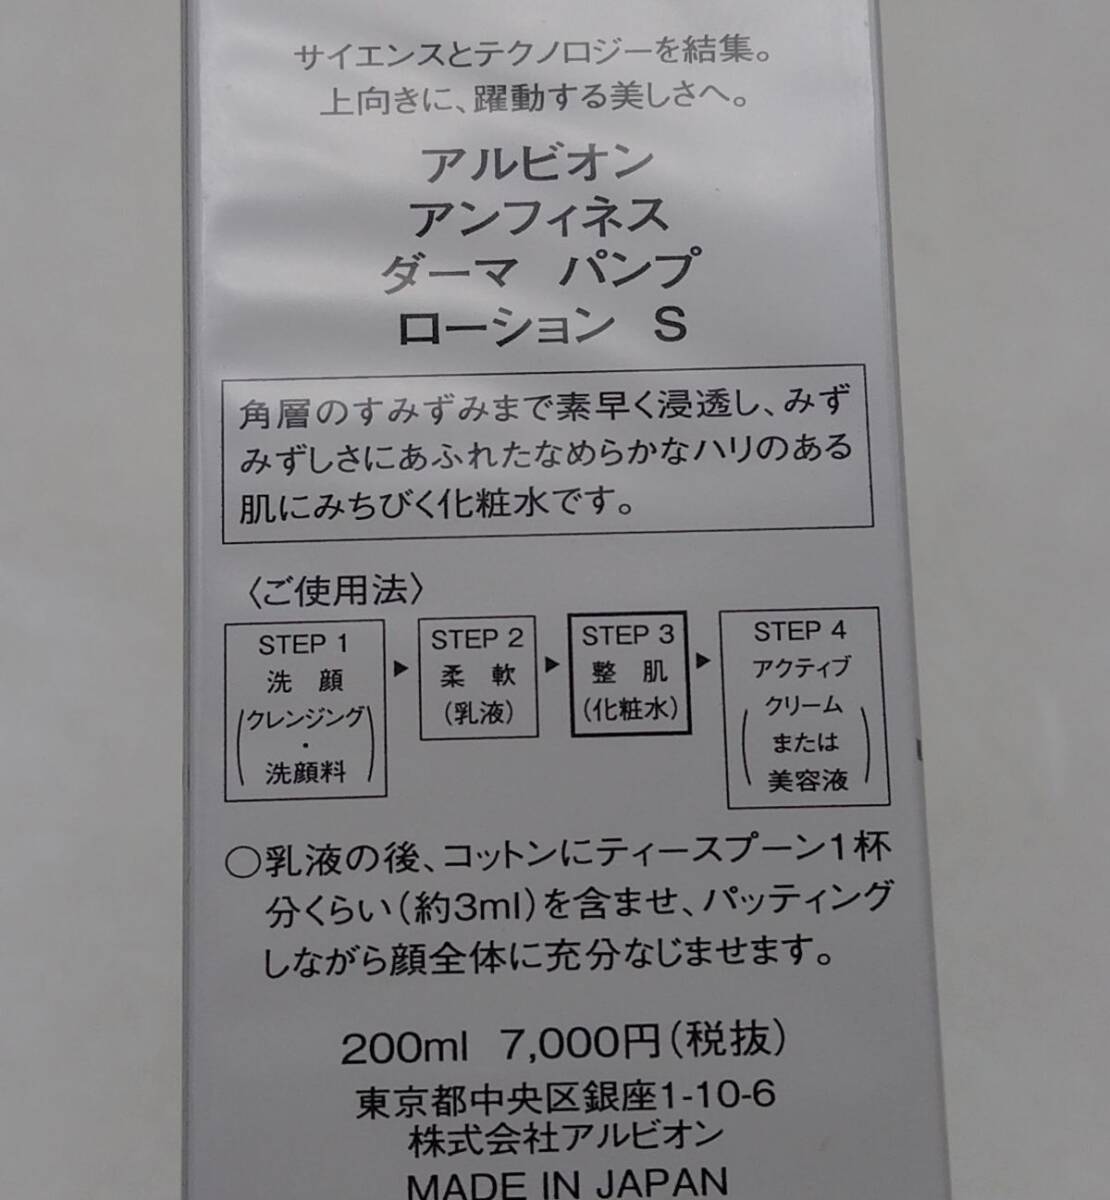 サイエンスとテクノロジーを結集。
上向きに、躍動する美しさへ。
アルビオン
アンフィネス
ダーマ パンプ
ローション S
角層のすみずみまで素早く浸透し、みず
みずしさにあふれたなめらかなハリのある
肌にみちびく化粧水です。
〈ご使用法〉
STEP 1
洗 顔
(クレンジング
・
洗顔料)
▶
STEP 2
柔 軟
(乳液)
▶
STEP 3
整 肌
(化粧水)
▶
STEP 4
アクティブ
(クリーム
または
美容液)
○乳液の後、コットンにティースプーン1杯
分くらい(約3ml)を含ませ、パッティング
しながら顔全体に充分なじませます。
200ml 7,000円(税抜)
東京都中央区銀座1-10-6
株式会社アルビオン
MADE IN JAPAN